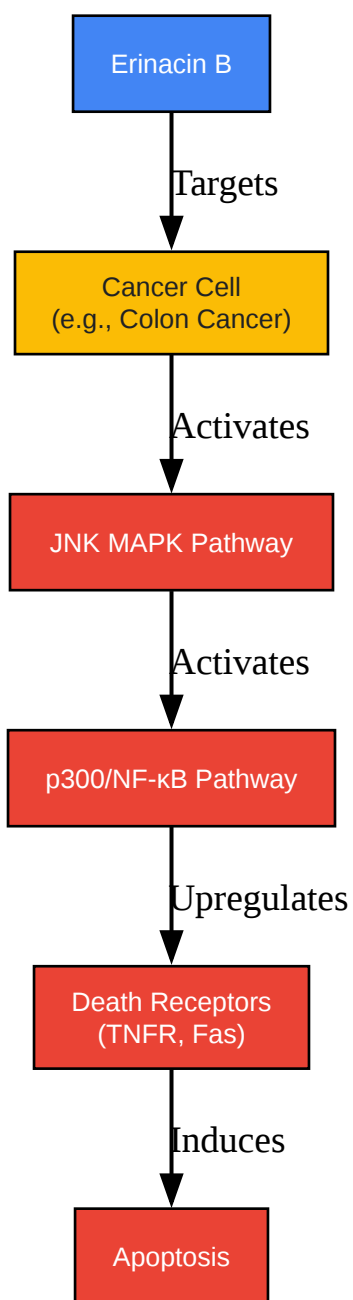 Erinacin B
Targets
Cancer Cell
(e.g., Colon Cancer)
Activates
JNK MAPK Pathway
Activates
p300/NF-κB Pathway
Upregulates
Death Receptors
(TNFR, Fas)
Induces
Apoptosis